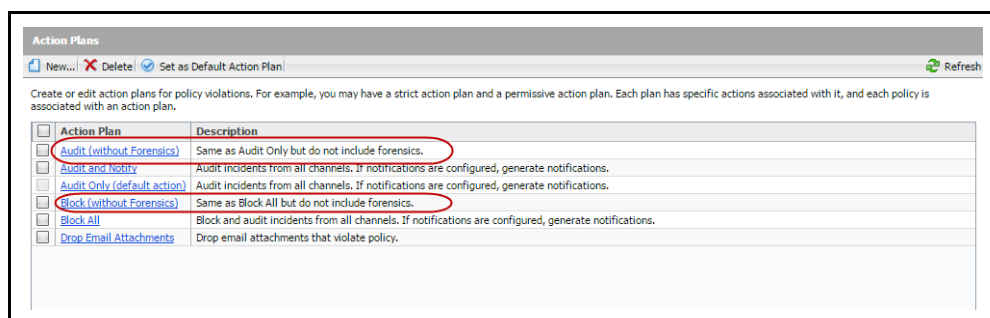 Action Plans
New... Delete Set as Default Action Plan Refresh
Create or edit action plans for policy violations. For example, you may have a strict action plan and a permissive action plan. Each plan has specific actions associated with it, and each policy is
associated with an action plan.
Action Plan Description
Audit (without Forensics) Same as Audit Only but do not include forensics.
Audit and Notify Audit incidents from all channels. If notifications are configured, generate notifications.
Audit Only (default action) Audit incidents from all channels. If notifications are configured, generate notifications.
Block (without Forensics) Same as Block All but do not include forensics.
Block All Block and audit incidents from all channels. If notifications are configured, generate notifications.
Drop Email Attachments Drop email attachments that violate policy.